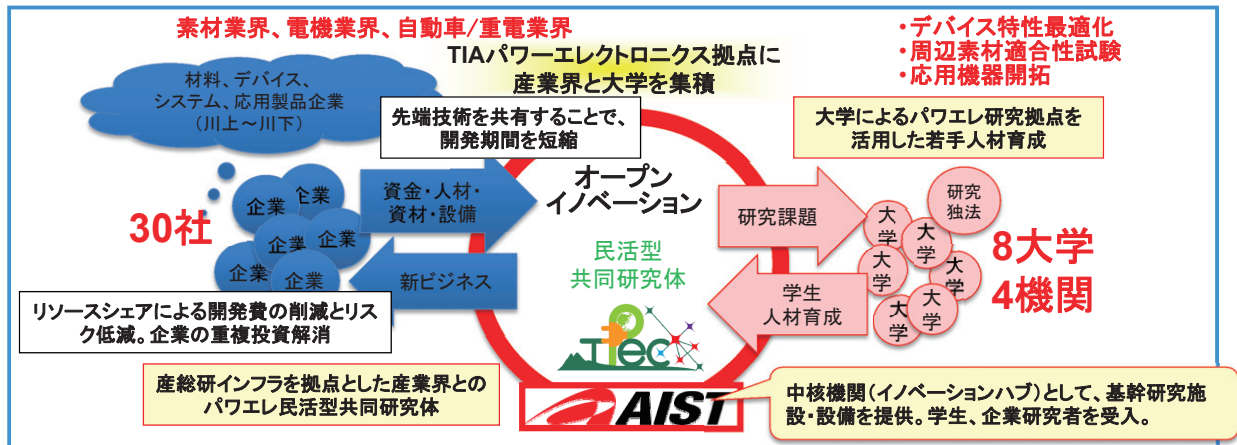 素材業界、電機業界、自動車/重電業界
TIAパワーエレクトロニクス拠点に
産業界と大学を集積
・デバイス特性最適化
・周辺素材適合性試験
・応用機器開拓
材料、デバイス、
システム、応用製品企業
（川上～川下）
先端技術を共有することで、
開発期間を短縮
大学によるパワエレ研究拠点を
活用した若手人材育成
オープン
イノベーション
30社
企業
企業
企業
企業
企業
企業
資金・人材・
資材・設備
新ビジネス
研究課題
学生
人材育成
研究
独法
大
学
大
学
大
学
大
学
大
学
大
学
8大学
4機関
民活型
共同研究体
TPEC
リソースシェアによる開発費の削減とリス
ク低減。企業の重複投資解消
産総研インフラを拠点とした産業界との
パワエレ民活型共同研究体
AIST
中核機関（イノベーションハブ）として、基幹研究施
設・設備を提供。学生、企業研究者を受入。